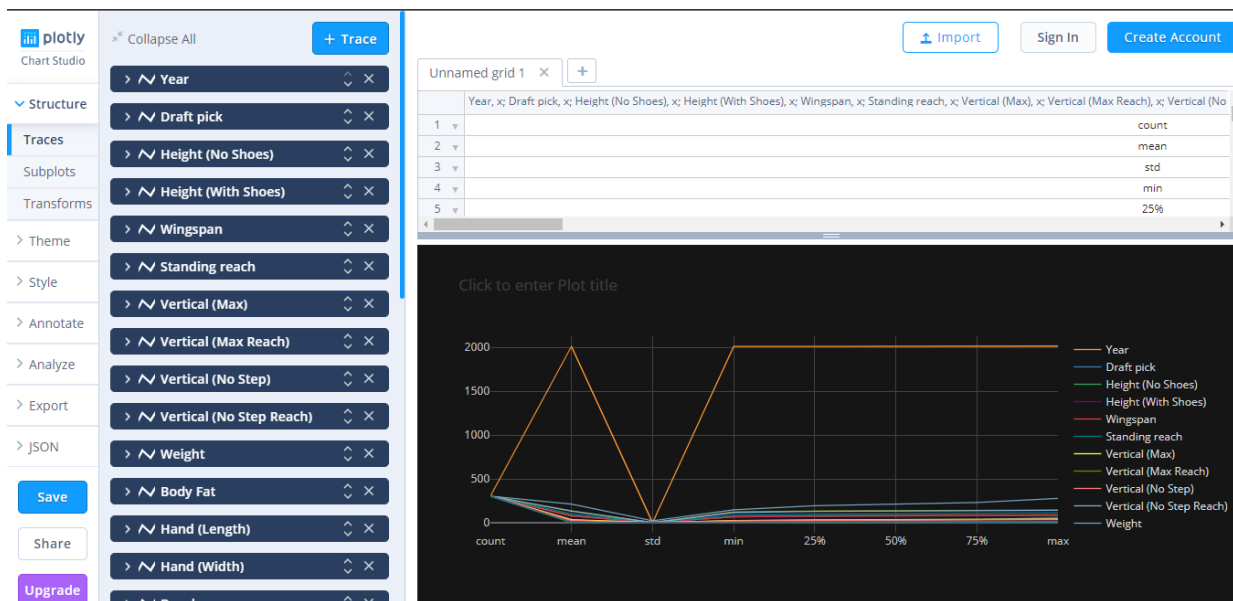 plotly
Chart Studio
Structure
Traces
Subplots
Transforms
Theme
Style
Annotate
Analyze
Export
JSON
Save
Share
Upgrade
Collapse All
+ Trace
Year
Draft pick
Height (No Shoes)
Height (With Shoes)
Wingspan
Standing reach
Vertical (Max)
Vertical (Max Reach)
Vertical (No Step)
Vertical (No Step Reach)
Weight
Body Fat
Hand (Length)
Hand (Width)
Import
Sign In
Create Account
Unnamed grid 1
Year, x; Draft pick, x; Height (No Shoes), x; Height (With Shoes), x; Wingspan, x; Standing reach, x; Vertical (Max), x; Vertical (Max Reach), x; Vertical (No
1 count
2 mean
3 std
4 min
5 25%
Click to enter Plot title
2000
1500
1000
500
0
count mean std min 25% 50% 75% max
Year
Draft pick
Height (No Shoes)
Height (With Shoes)
Wingspan
Standing reach
Vertical (Max)
Vertical (Max Reach)
Vertical (No Step)
Vertical (No Step Reach)
Weight